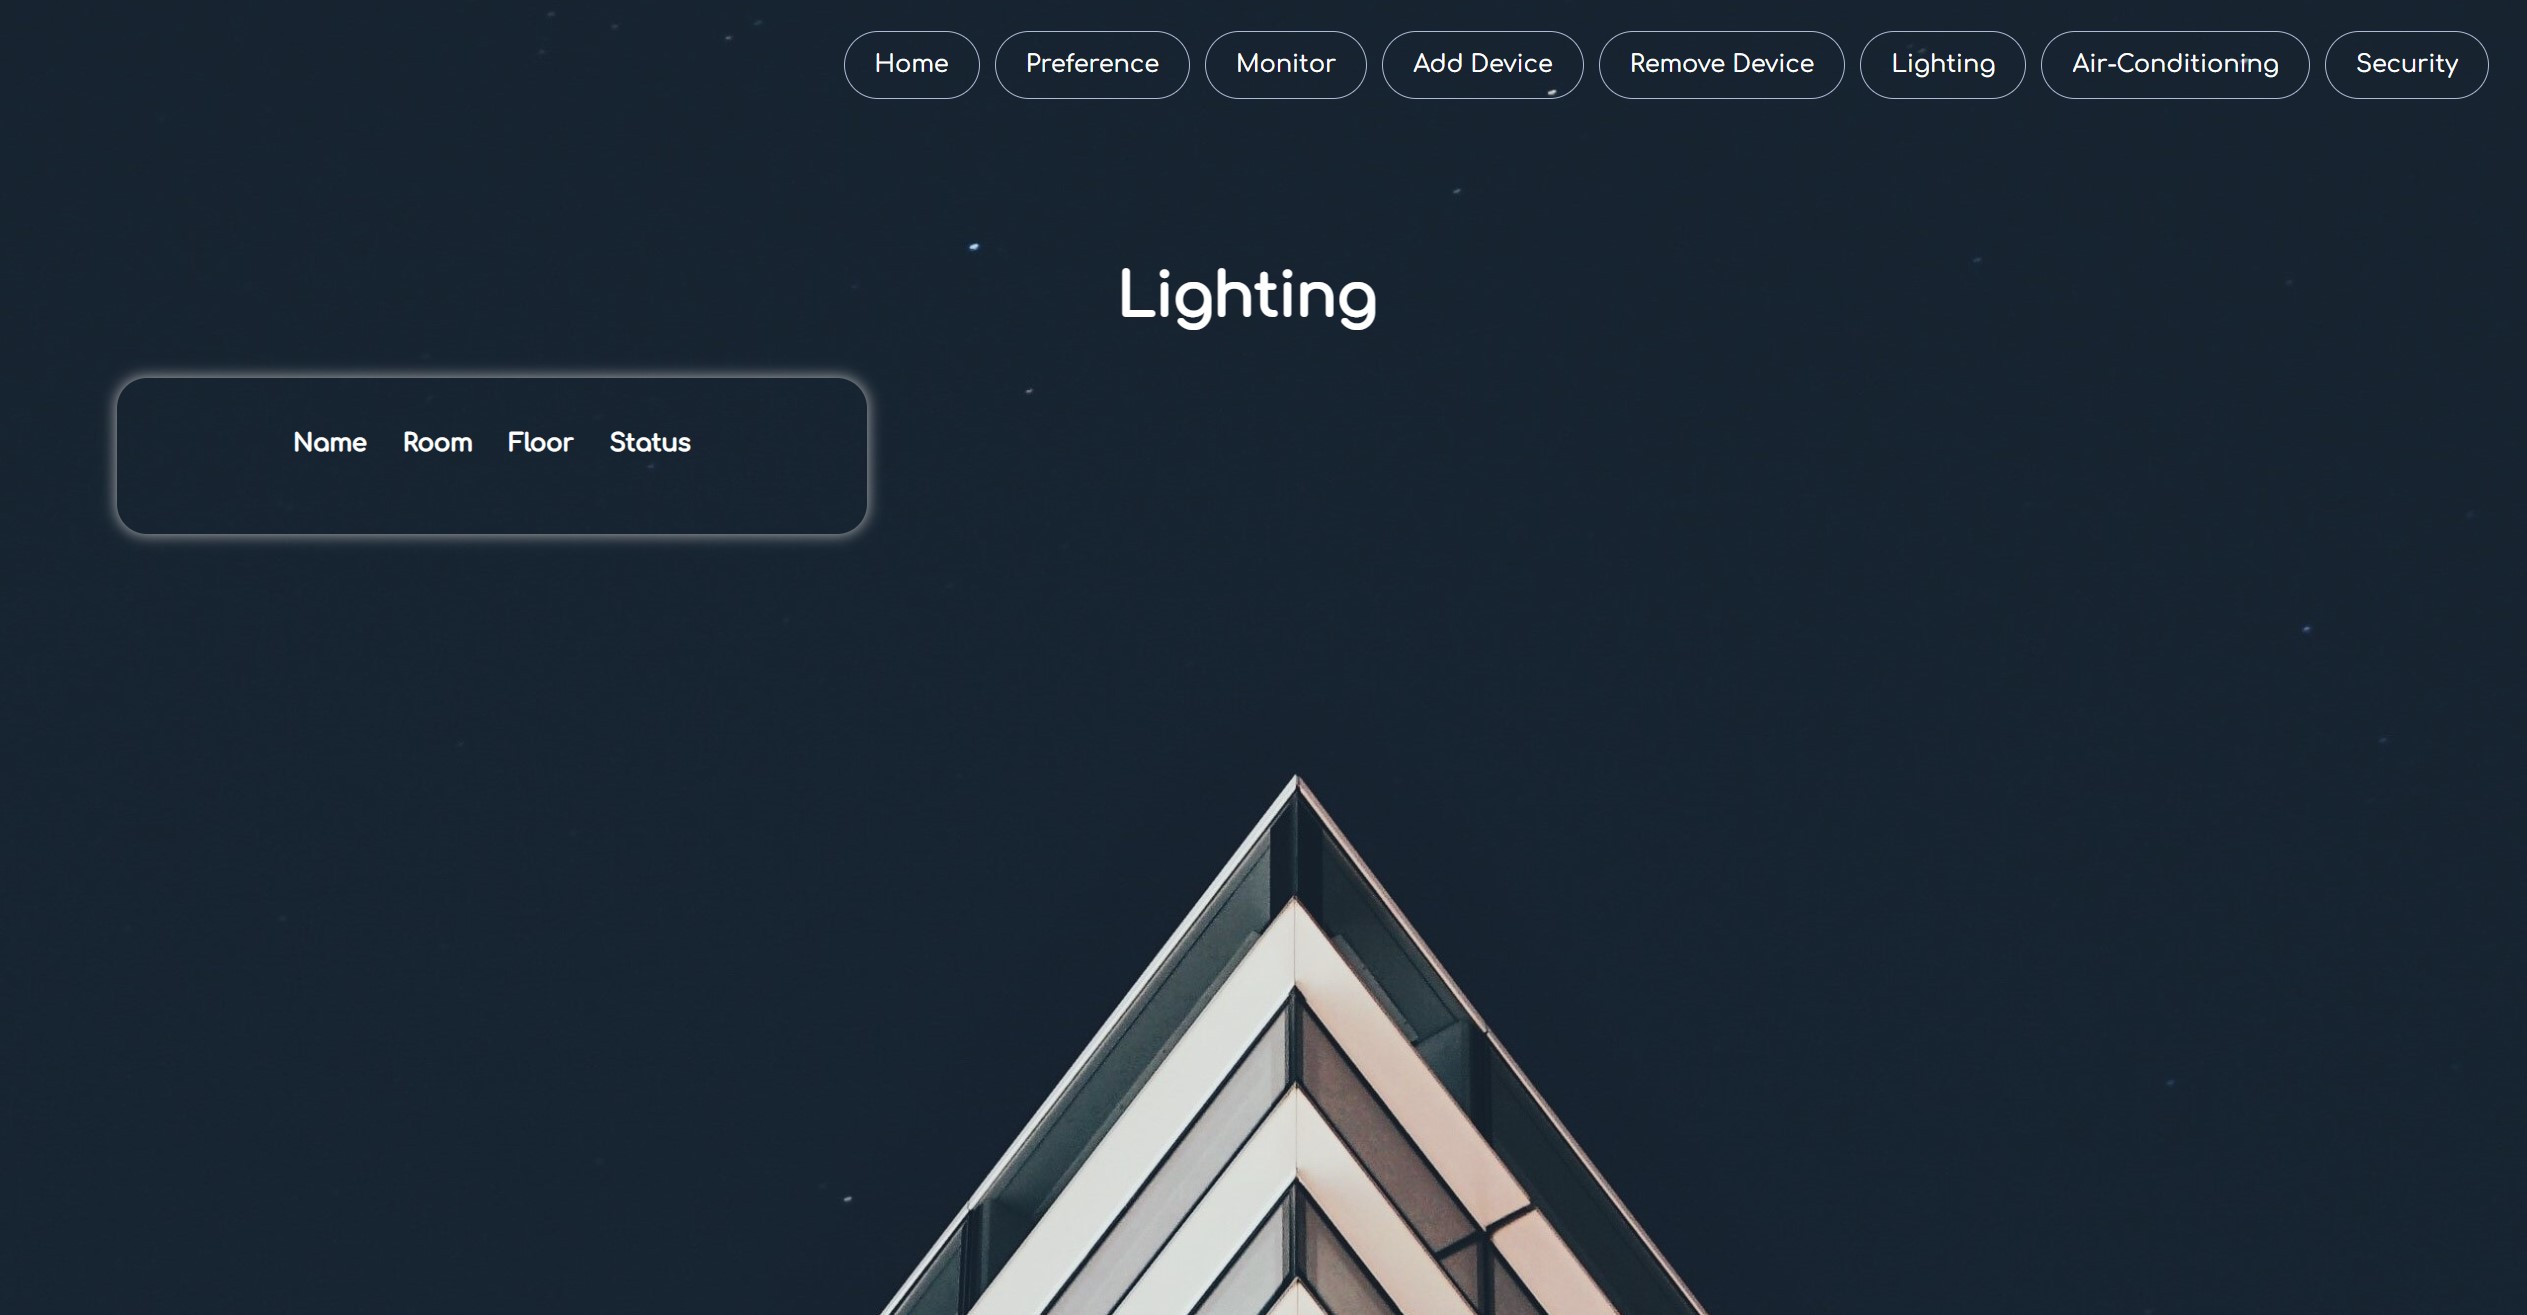 Home Preference Monitor Add Device Remove Device Lighting Air-Conditioning Security
Lighting
Name Room Floor Status